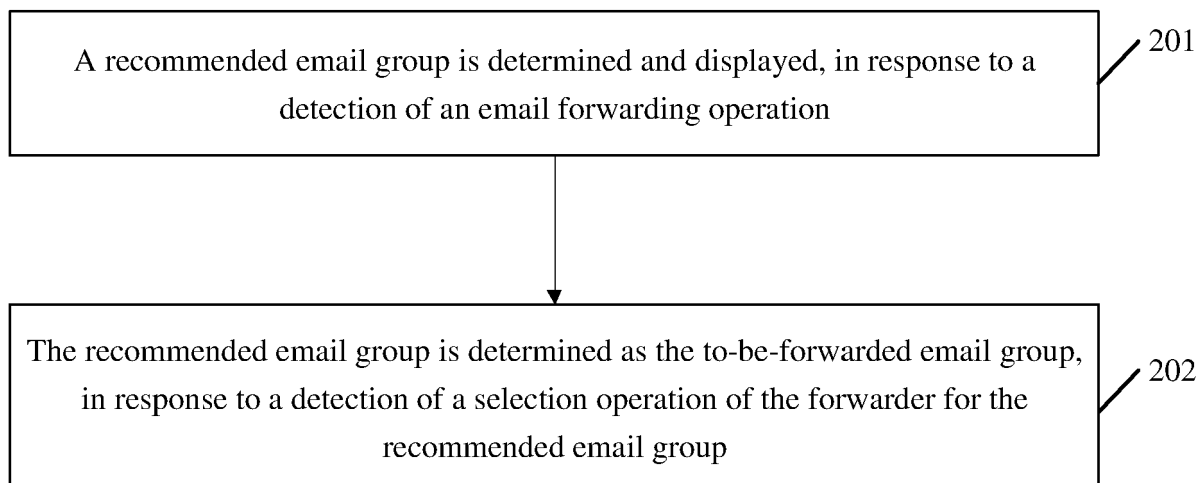 A recommended email group is determined and displayed, in response to a
detection of an email forwarding operation
201
The recommended email group is determined as the to-be-forwarded email group,
in response to a detection of a selection operation of the forwarder for the
recommended email group
202